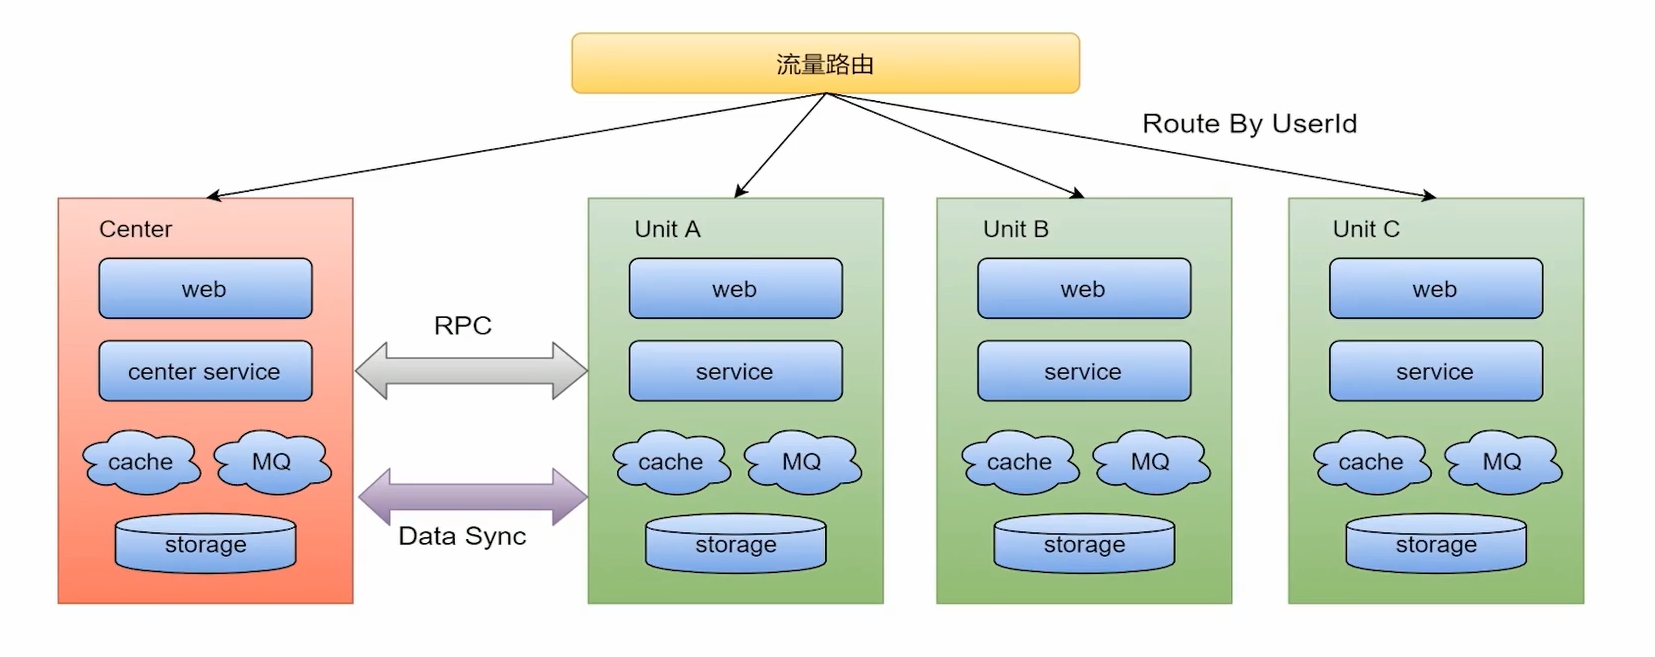 流量路由
Route By UserId
Center
web
center service
cache
MQ
storage
RPC
Data Sync
Unit A
web
service
cache
MQ
storage
Unit B
web
service
cache
MQ
storage
Unit C
web
service
cache
MQ
storage